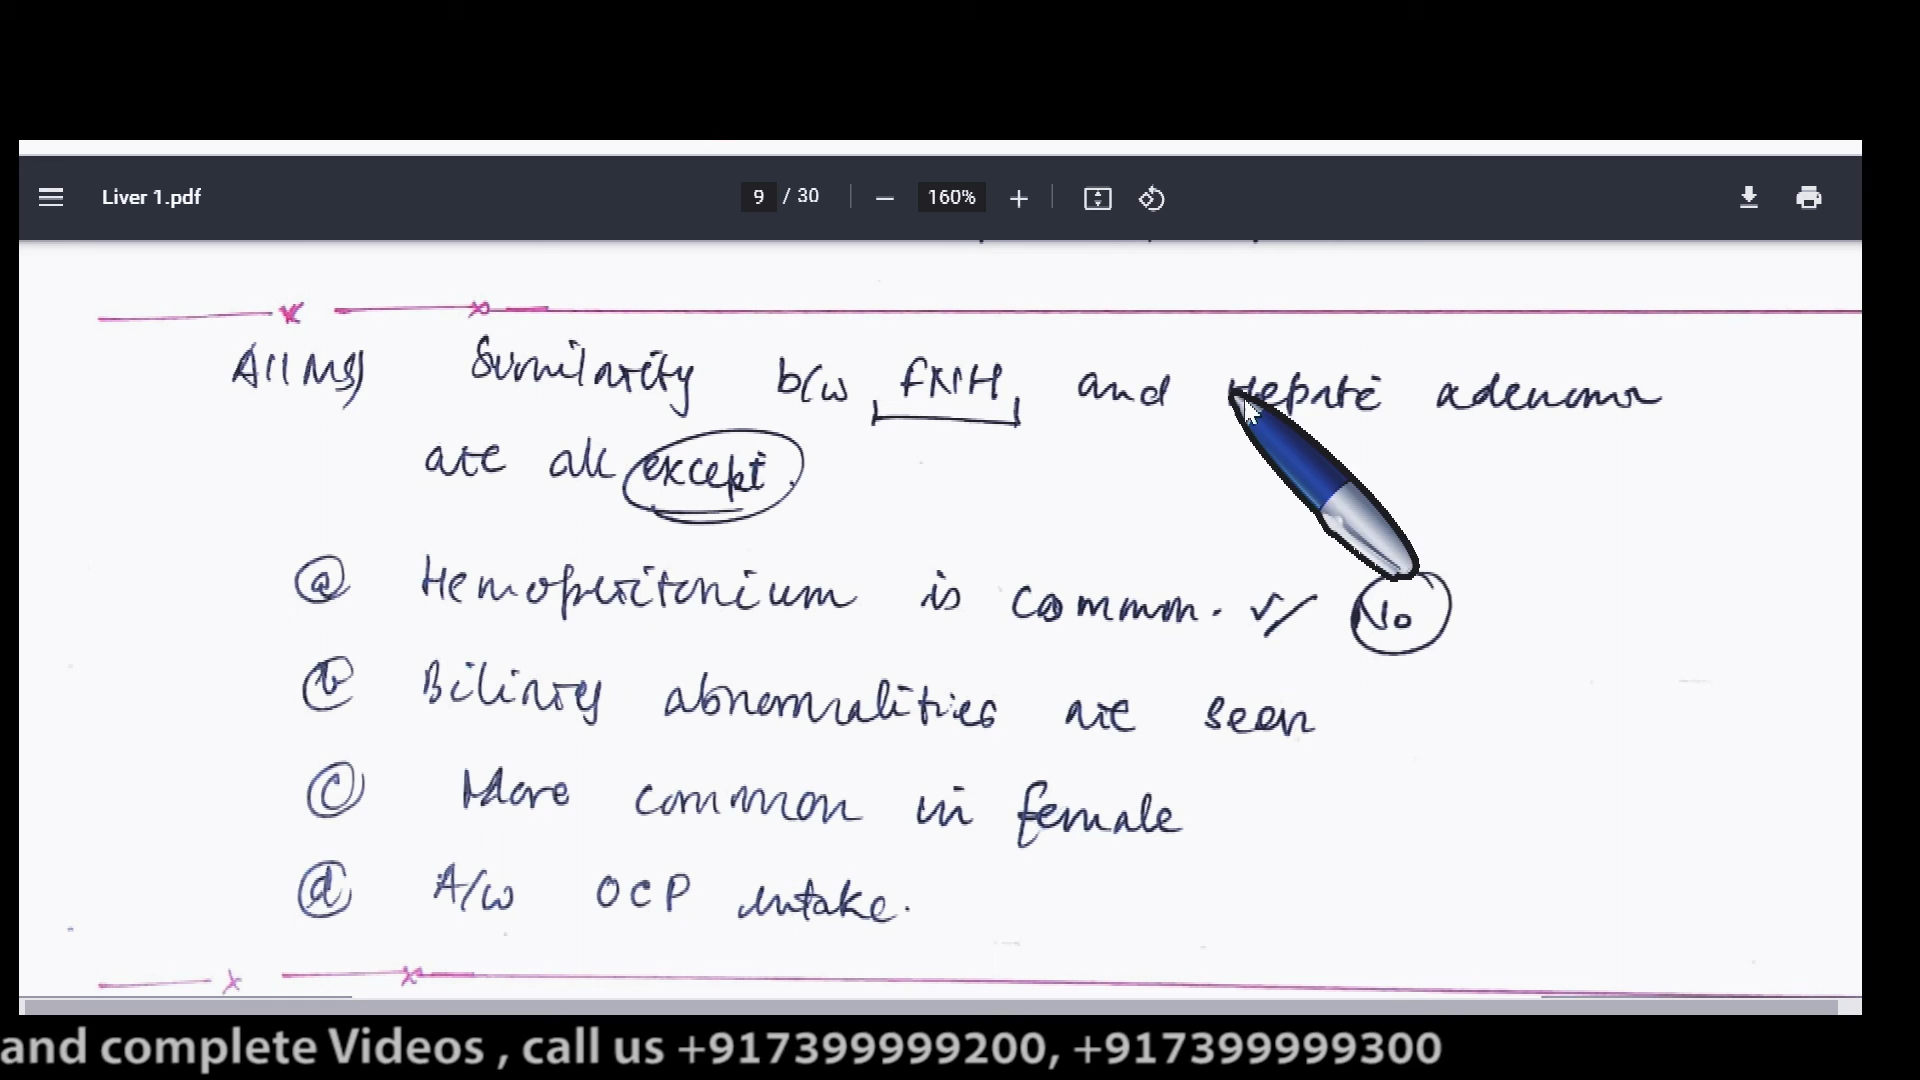 Liver 1.pdf
9 / 30
160%
AIIMS) Similarity b/w FNH and Hepatic adenoma
are all except.
(a) Hemoperitonium is common. No
(b) Biliary abnormalities are seen
(c) More common in female
(d) A/w OCP intake.
and complete Videos , call us +917399999200, +917399999300